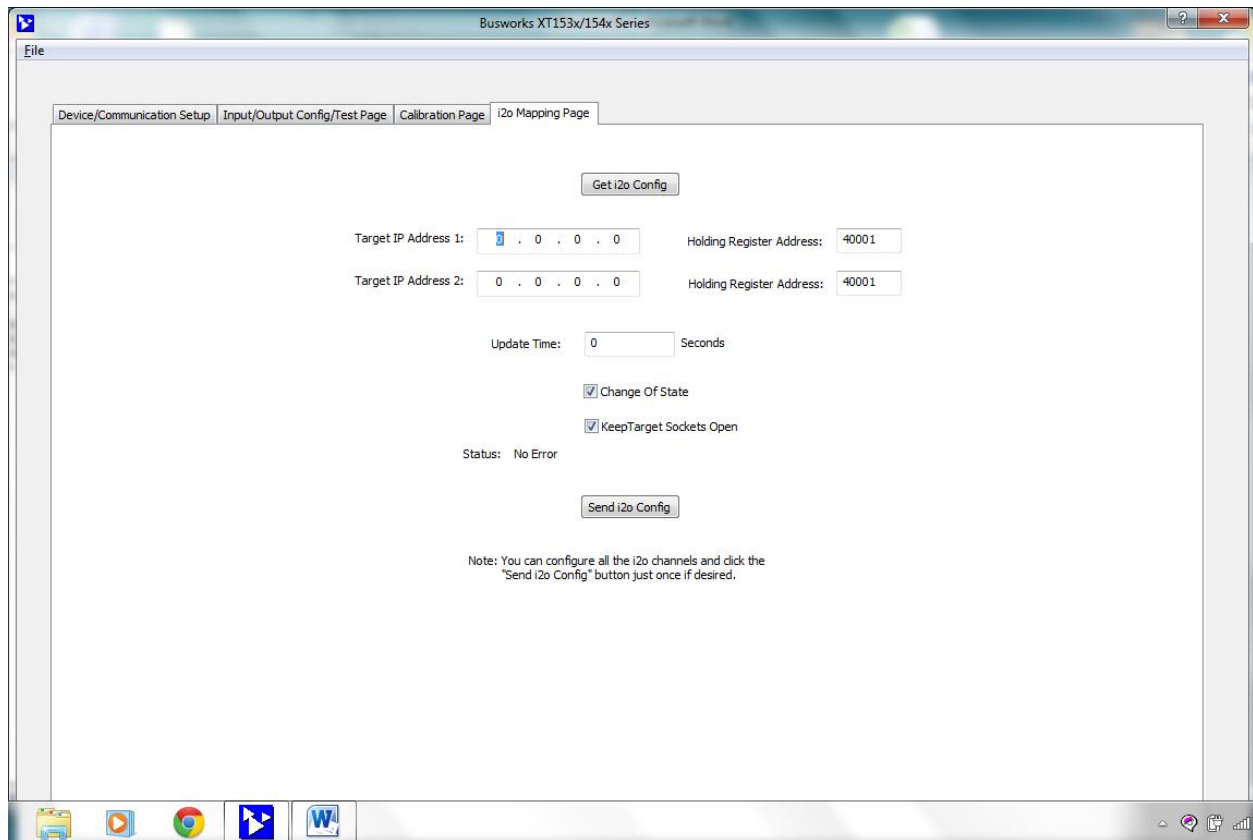 Busworks XT153x/154x Series
File
Device/Communication Setup Input/Output Config/Test Page Calibration Page i2o Mapping Page
Get i2o Config
Target IP Address 1: 0 . 0 . 0 . 0 Holding Register Address: 40001
Target IP Address 2: 0 . 0 . 0 . 0 Holding Register Address: 40001
Update Time: 0 Seconds
Change Of State
KeepTarget Sockets Open
Status: No Error
Send i2o Config
Note: You can configure all the i2o channels and click the
"Send i2o Config" button just once if desired.